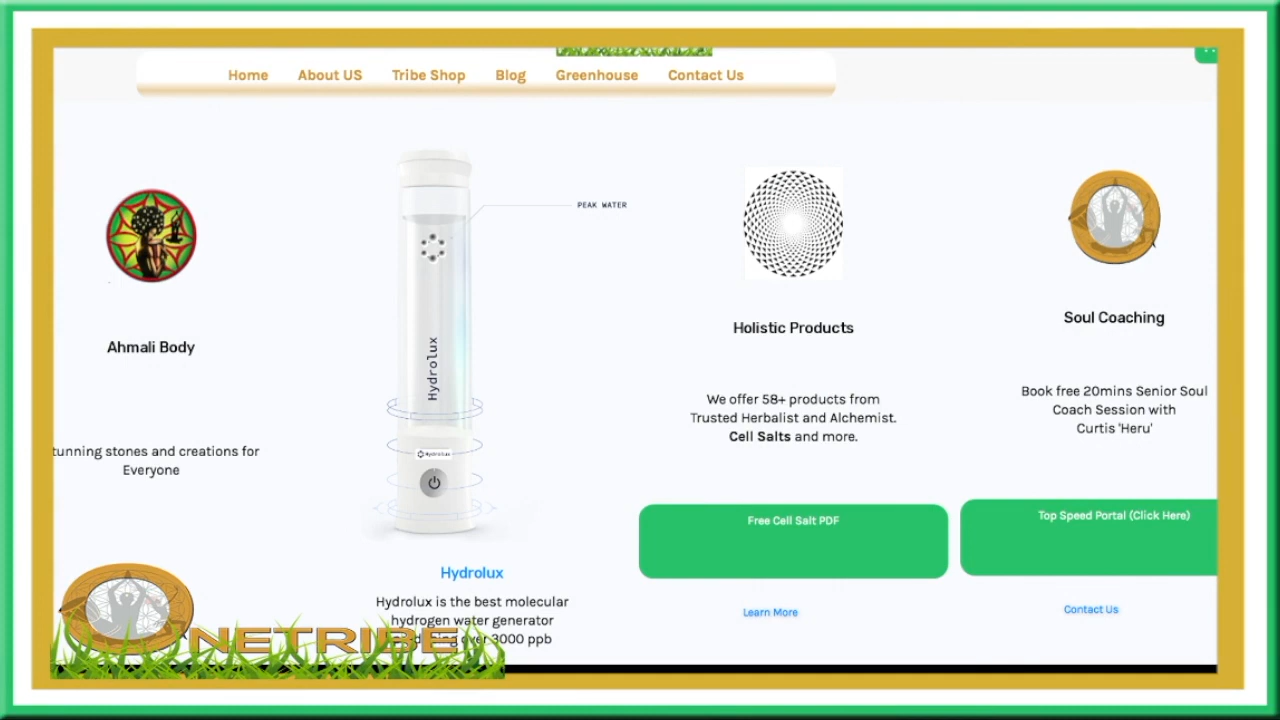 Home About US Tribe Shop Blog Greenhouse Contact Us
PEAK WATER
Hydrolux
Hydrolux
Ahmali Body
tunning stones and creations for
Everyone
Hydrolux
Hydrolux is the best molecular
hydrogen water generator
over 3000 ppb
Holistic Products
We offer 58+ products from
Trusted Herbalist and Alchemist.
Cell Salts and more.
Free Cell Salt PDF
Learn More
Soul Coaching
Book free 20mins Senior Soul
Coach Session with
Curtis 'Heru'
Top Speed Portal (Click Here)
Contact Us
ONETRIBE